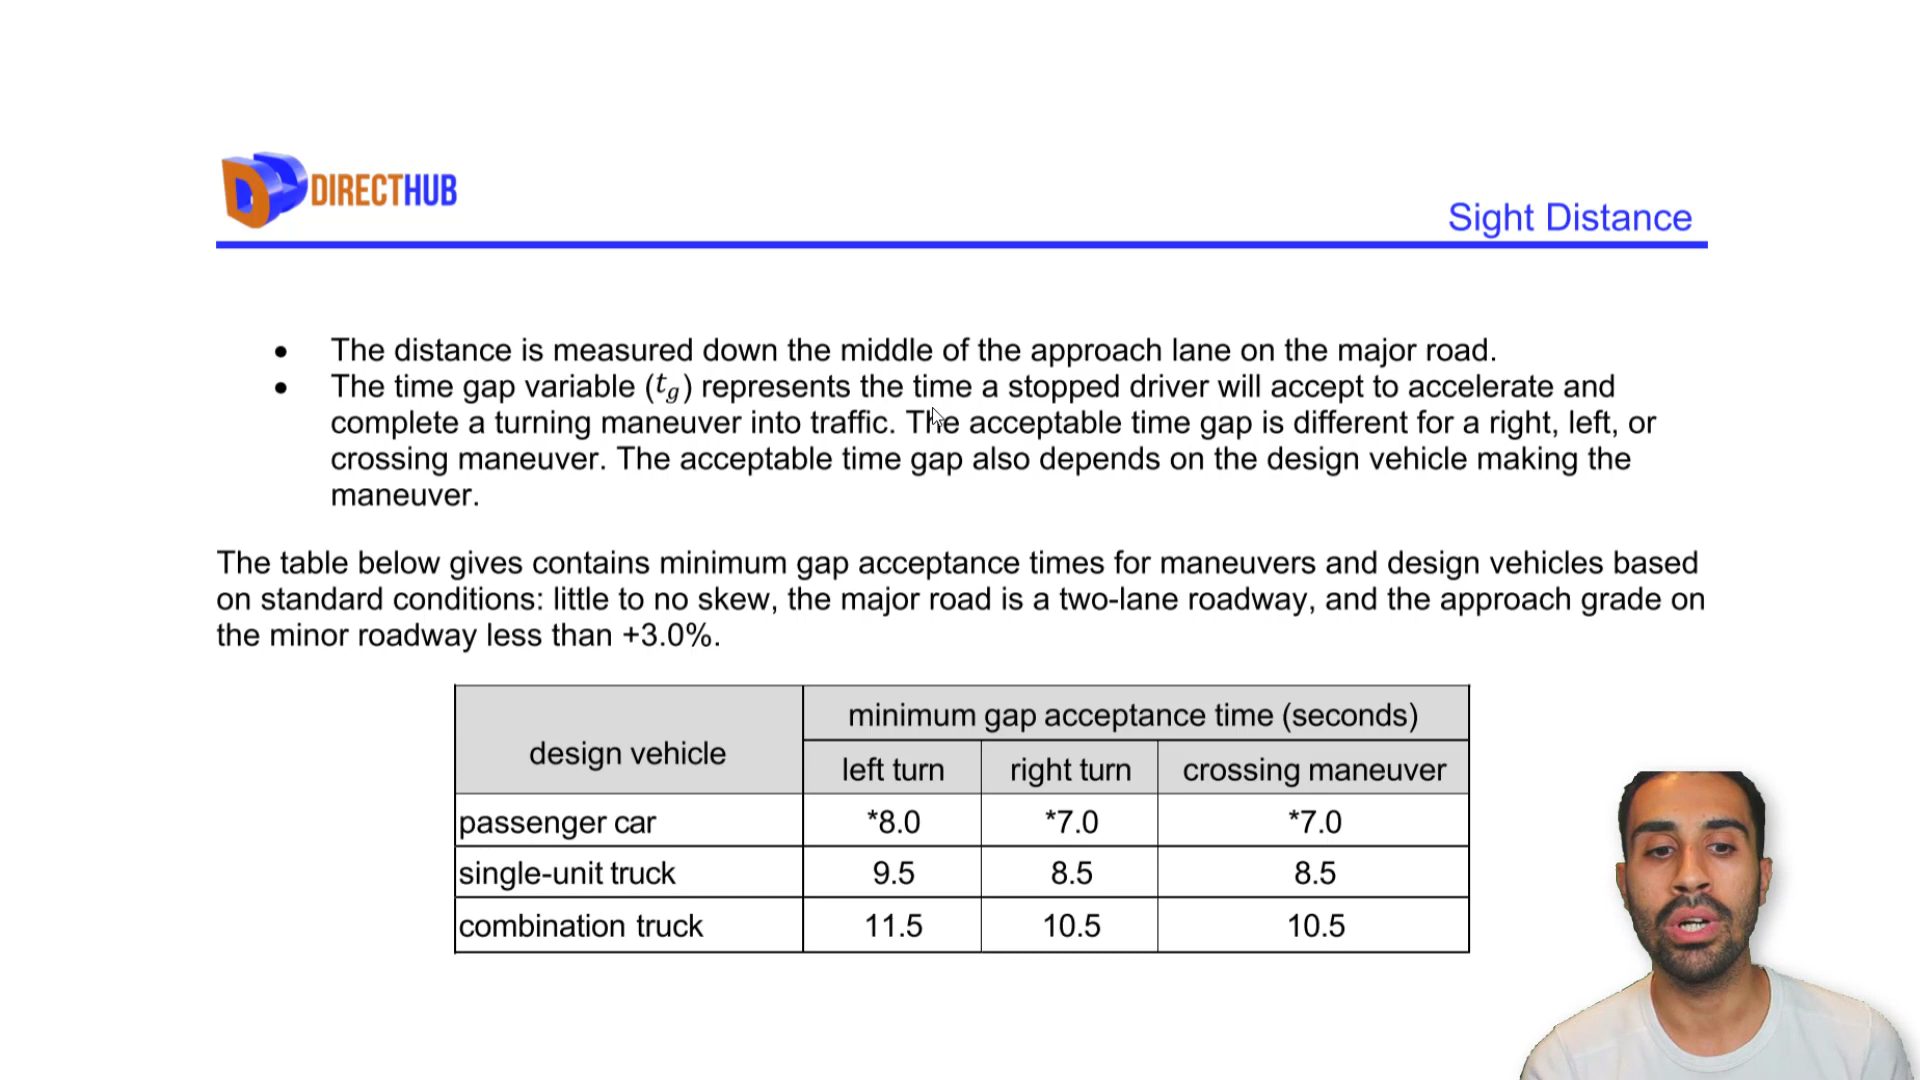 DIRECTHUB
Sight Distance
• The distance is measured down the middle of the approach lane on the major road.
• The time gap variable (t_g) represents the time a stopped driver will accept to accelerate and
complete a turning maneuver into traffic. The acceptable time gap is different for a right, left, or
crossing maneuver. The acceptable time gap also depends on the design vehicle making the
maneuver.
The table below gives contains minimum gap acceptance times for maneuvers and design vehicles based
on standard conditions: little to no skew, the major road is a two-lane roadway, and the approach grade on
the minor roadway less than +3.0%.
design vehicle
minimum gap acceptance time (seconds)
left turn right turn crossing maneuver
passenger car *8.0 *7.0 *7.0
single-unit truck 9.5 8.5 8.5
combination truck 11.5 10.5 10.5